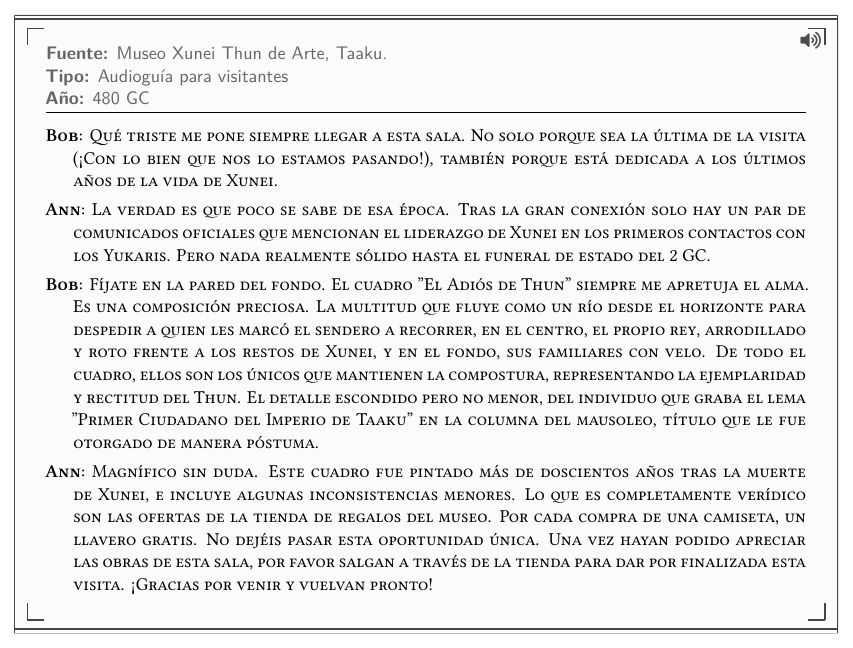 Fuente: Museo Xunei Thun de Arte, Taaku.
Tipo: Audioguía para visitantes
Año: 480 GC
Bob: Qué triste me pone siempre llegar a esta sala. No solo porque sea la última de la visita
(¡Con lo bien que nos lo estamos pasando!), también porque está dedicada a los últimos
años de la vida de Xunei.
Ann: La verdad es que poco se sabe de esa época. Tras la gran conexión solo hay un par de
comunicados oficiales que mencionan el liderazgo de Xunei en los primeros contactos con
los Yukaris. Pero nada realmente sólido hasta el funeral de estado del 2 GC.
Bob: Fíjate en la pared del fondo. El cuadro "El Adiós de Thun" siempre me apretuja el alma.
Es una composición preciosa. La multitud que fluye como un río desde el horizonte para
despedir a quien les marcó el sendero a recorrer, en el centro, el propio rey, arrodillado
y roto frente a los restos de Xunei, y en el fondo, sus familiares con velo. De todo el
cuadro, ellos son los únicos que mantienen la compostura, representando la ejemplaridad
y rectitud del Thun. El detalle escondido pero no menor, del individuo que graba el lema
"Primer Ciudadano del Imperio de Taaku" en la columna del mausoleo, título que le fue
otorgado de manera póstuma.
Ann: Magnífico sin duda. Este cuadro fue pintado más de doscientos años tras la muerte
de Xunei, e incluye algunas inconsistencias menores. Lo que es completamente verídico
son las ofertas de la tienda de regalos del museo. Por cada compra de una camiseta, un
llavero gratis. No dejéis pasar esta oportunidad única. Una vez hayan podido apreciar
las obras de esta sala, por favor salgan a través de la tienda para dar por finalizada esta
visita. ¡Gracias por venir y vuelvan pronto!